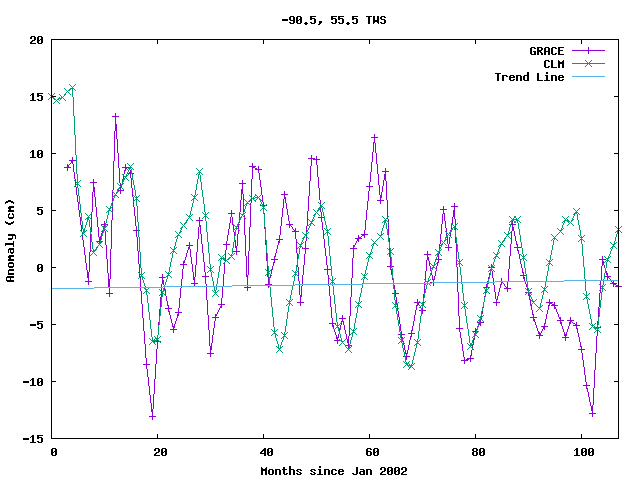 -90.5, 55.5 TWS
GRACE
CLM
Trend Line
20
15
10
5
0
-5
-10
-15
Anomaly (cm)
0 20 40 60 80 100
Months since Jan 2002